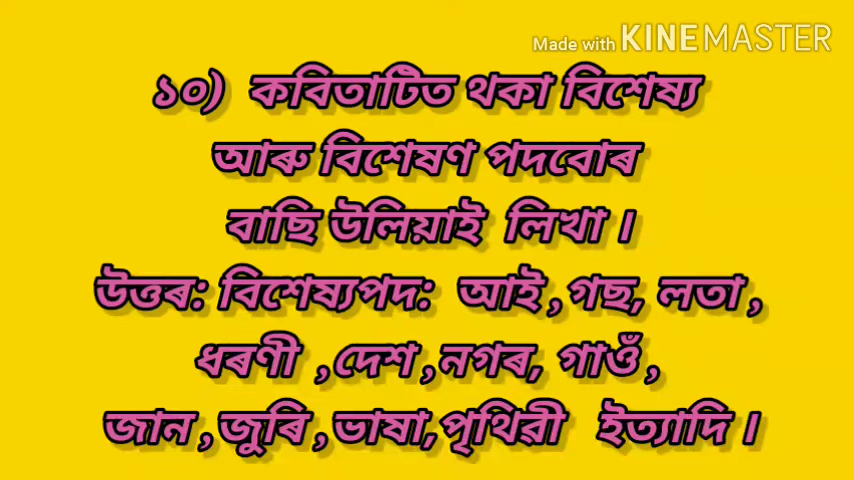 Made with KINEMASTER
১০) কবিতাটিত থকা বিশেষ্য
আৰু বিশেষণ পদবোৰ
বাছি উলিয়াই লিখা ।
উত্তৰ: বিশেষ্যপদ: আই ,গছ, লতা ,
ধৰণী ,দেশ ,নগৰ, গাওঁ ,
জান ,জুৰি ,ভাষা,পৃথিৱী ইত্যাদি ।